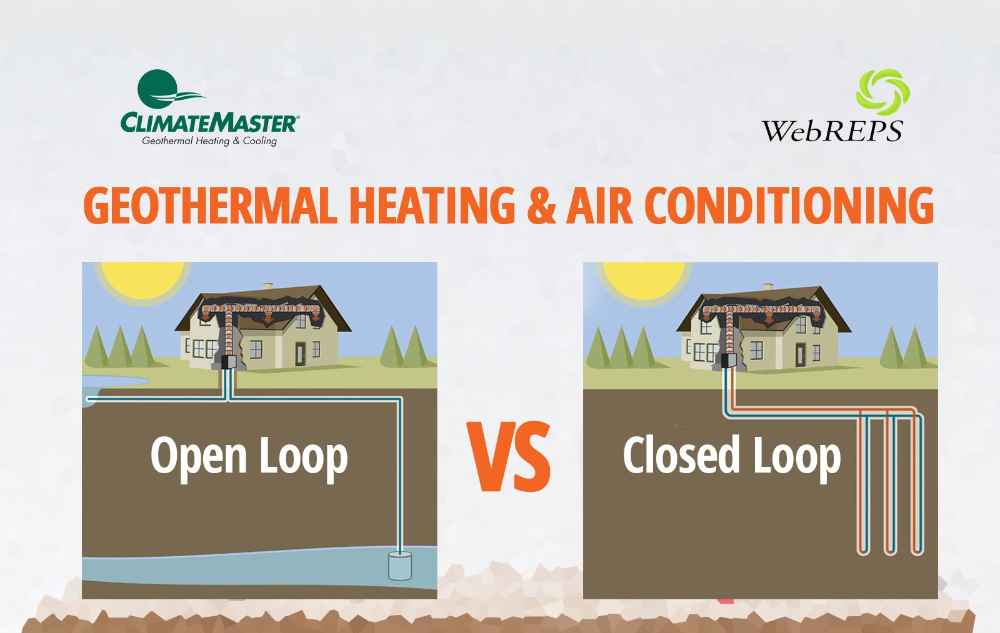 CLIMATEMASTER®
Geothermal Heating & Cooling
WebREPS
GEOTHERMAL HEATING & AIR CONDITIONING
Open Loop
VS
Closed Loop